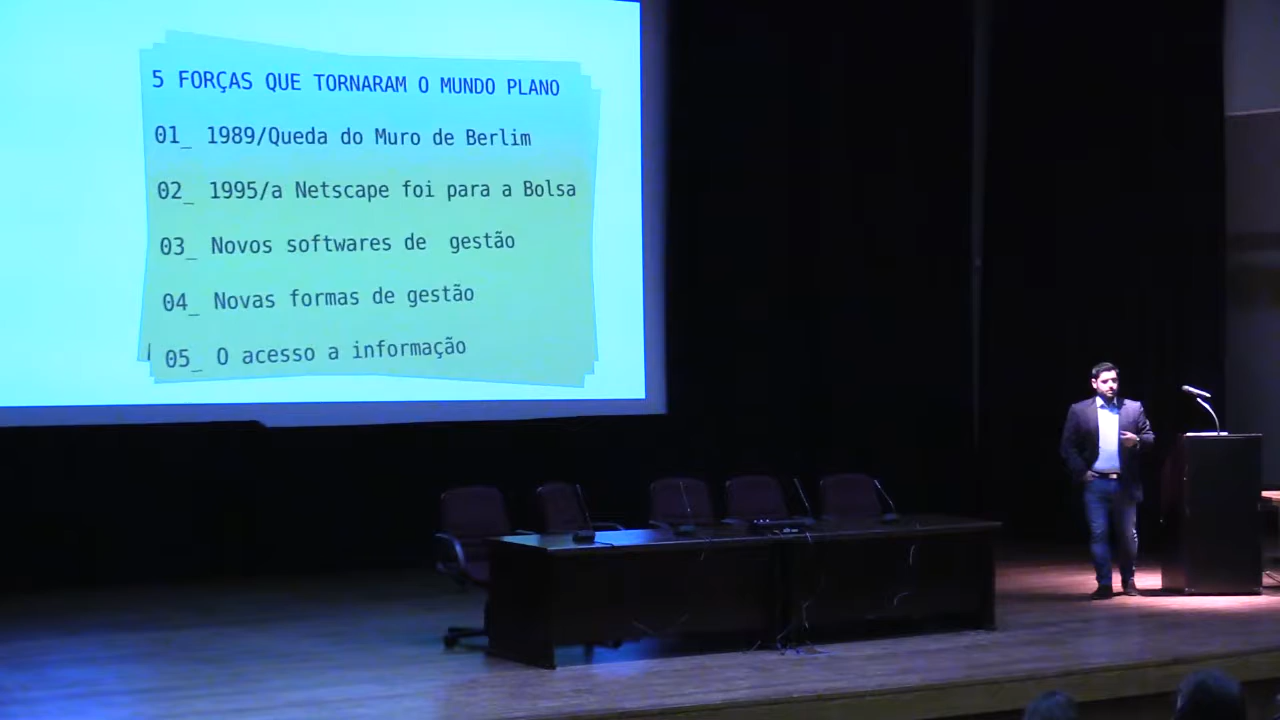 5 FORÇAS QUE TORNARAM O MUNDO PLANO
01_ 1989/Queda do Muro de Berlim
02_ 1995/a Netscape foi para a Bolsa
03_ Novos softwares de  gestão
04_ Novas formas de gestão
05_ O acesso a informação